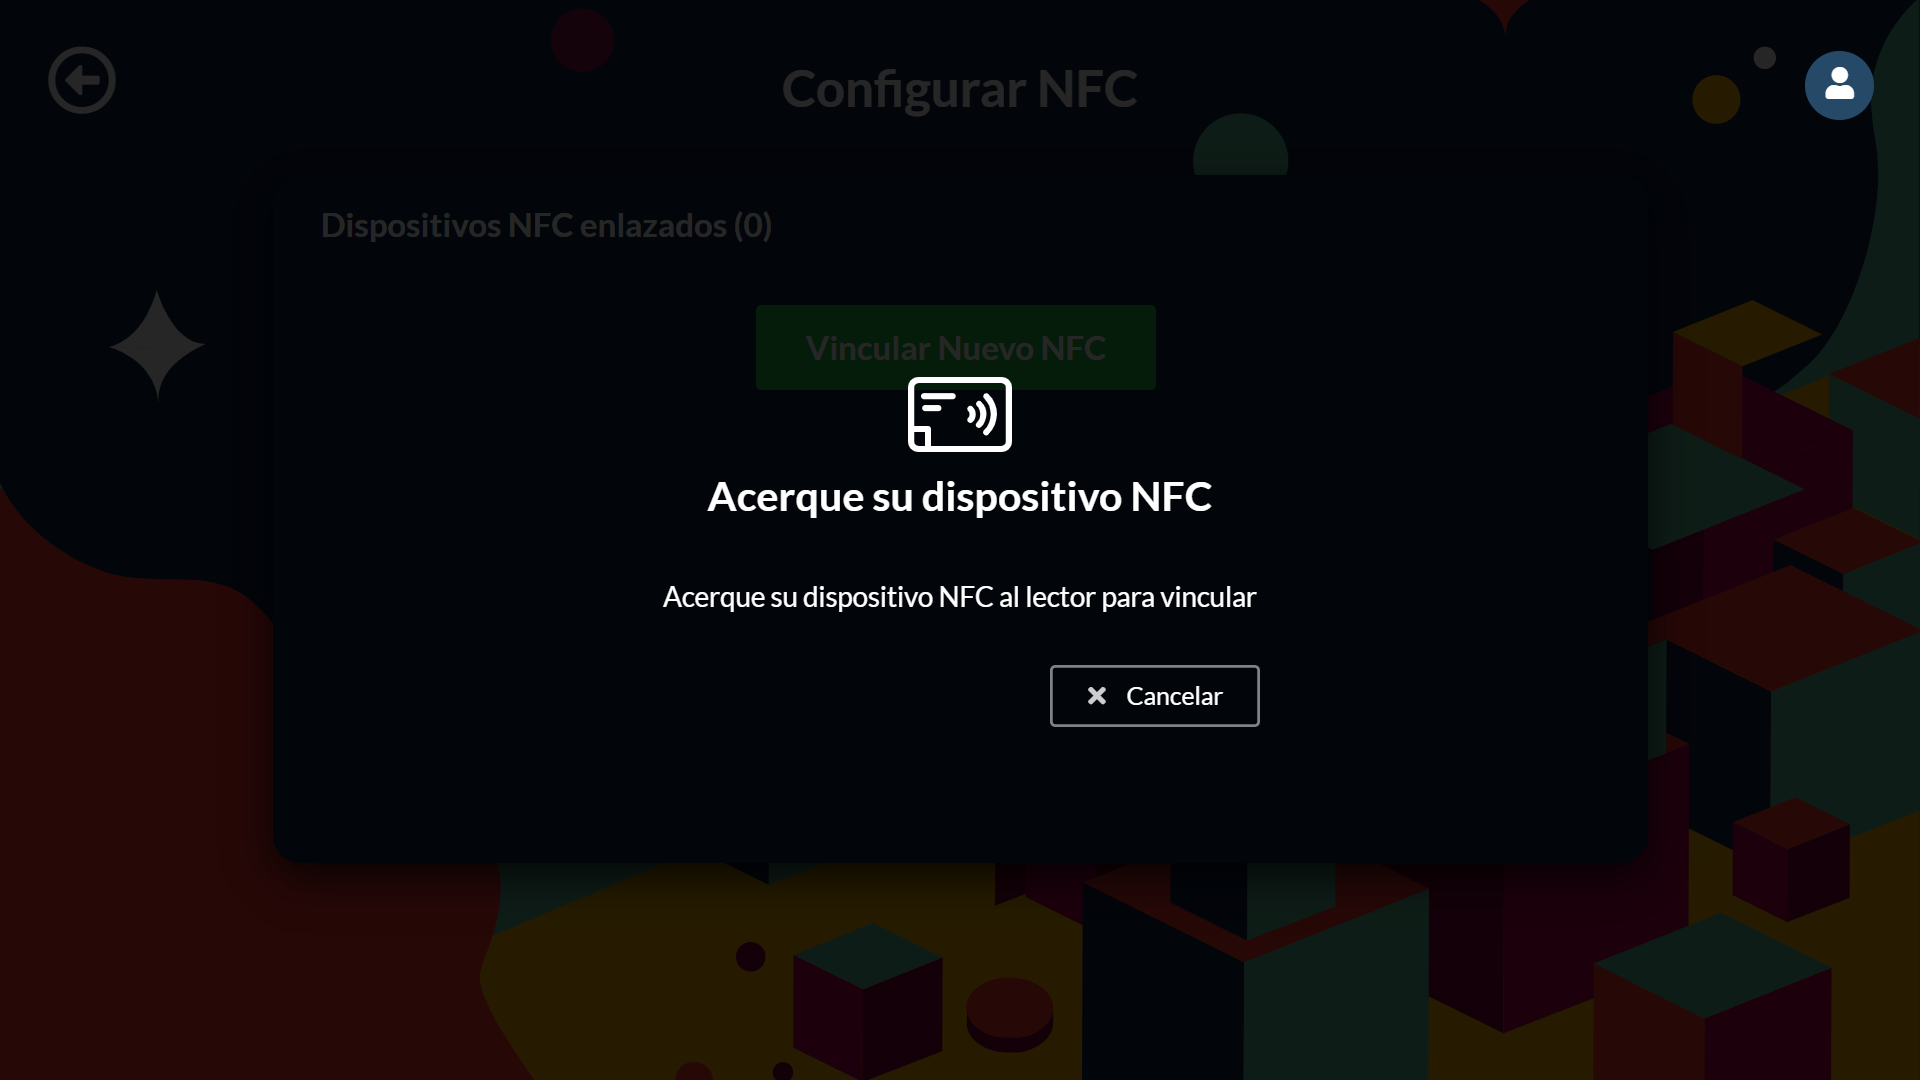 Configurar NFC
Dispositivos NFC enlazados (0)
Vincular Nuevo NFC
Acerque su dispositivo NFC
Acerque su dispositivo NFC al lector para vincular
Cancelar